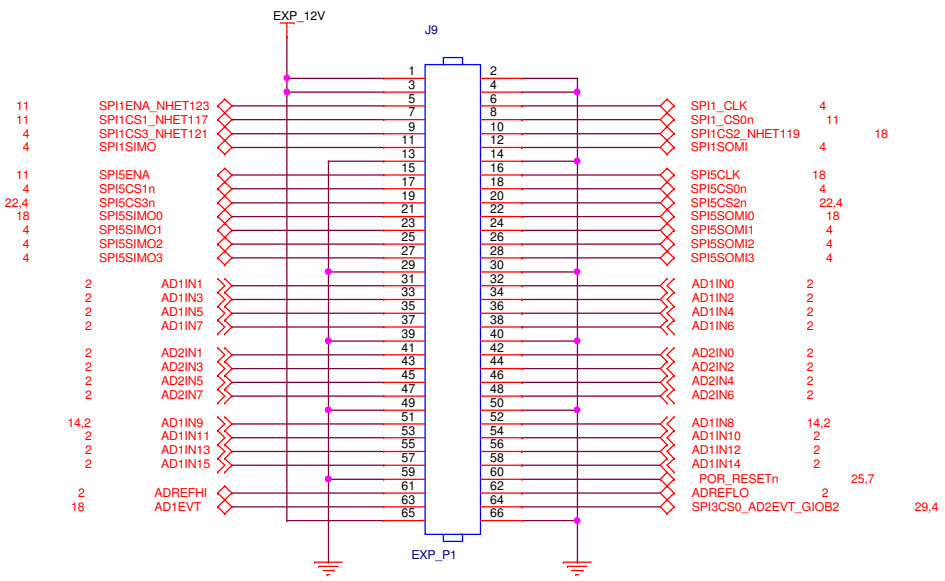 EXP_12V
J9
1 2
3 4
11 SPI1ENA_NHET123 5 6 SPI1_CLK 4
11 SPI1CS1_NHET117 7 8 SPI1_CS0n 11
4 SPI1CS3_NHET121 9 10 SPI1CS2_NHET119 18
4 SPI1SIMO 11 12 SPI1SOMI 4
13 14
11 SPI5ENA 15 16 SPI5CLK 18
4 SPI5CS1n 17 18 SPI5CS0n 4
22,4 SPI5CS3n 19 20 SPI5CS2n 22,4
18 SPI5SIMO0 21 22 SPI5SOMI0 18
4 SPI5SIMO1 23 24 SPI5SOMI1 4
4 SPI5SIMO2 25 26 SPI5SOMI2 4
4 SPI5SIMO3 27 28 SPI5SOMI3 4
29 30
2 AD1IN1 31 32 AD1IN0 2
2 AD1IN3 33 34 AD1IN2 2
2 AD1IN5 35 36 AD1IN4 2
2 AD1IN7 37 38 AD1IN6 2
39 40
2 AD2IN1 41 42 AD2IN0 2
2 AD2IN3 43 44 AD2IN2 2
2 AD2IN5 45 46 AD2IN4 2
2 AD2IN7 47 48 AD2IN6 2
49 50
14,2 AD1IN9 51 52 AD1IN8 14,2
2 AD1IN11 53 54 AD1IN10 2
2 AD1IN13 55 56 AD1IN12 2
2 AD1IN15 57 58 AD1IN14 2
59 60 POR_RESETn 25,7
2 ADREFHI 61 62 ADREFLO 2
18 AD1EVT 63 64 SPI3CS0_AD2EVT_GIOB2 29,4
65 66
EXP_P1